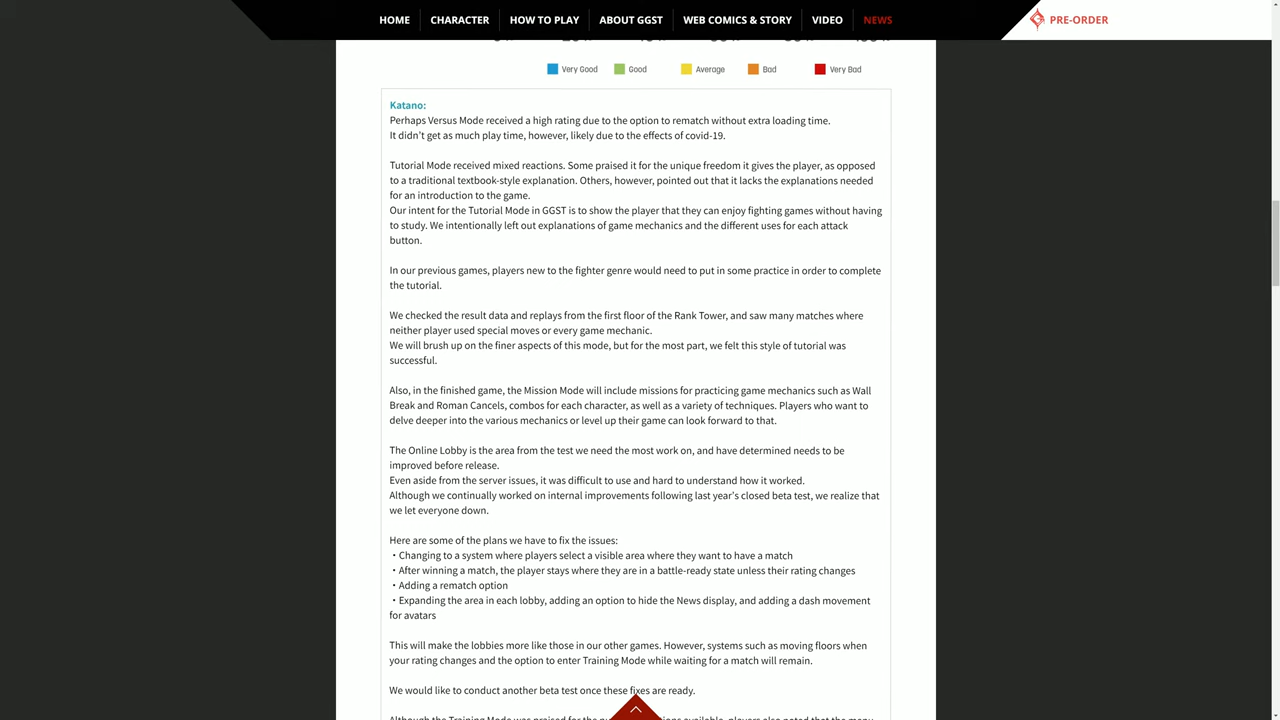 HOME
CHARACTER
HOW TO PLAY
ABOUT GGST
WEB COMICS & STORY
VIDEO
NEWS
PRE-ORDER
Very Good
Good
Average
Bad
Very Bad
Katano:
Perhaps Versus Mode received a high rating due to the option to rematch without extra loading time.
It didn't get as much play time, however, likely due to the effects of covid-19.
Tutorial Mode received mixed reactions. Some praised it for the unique freedom it gives the player, as opposed
to a traditional textbook-style explanation. Others, however, pointed out that it lacks the explanations needed
for an introduction to the game.
Our intent for the Tutorial Mode in GGST is to show the player that they can enjoy fighting games without having
to study. We intentionally left out explanations of game mechanics and the different uses for each attack
button.
In our previous games, players new to the fighter genre would need to put in some practice in order to complete
the tutorial.
We checked the result data and replays from the first floor of the Rank Tower, and saw many matches where
neither player used special moves or every game mechanic.
We will brush up on the finer aspects of this mode, but for the most part, we felt this style of tutorial was
successful.
Also, in the finished game, the Mission Mode will include missions for practicing game mechanics such as Wall
Break and Roman Cancels, combos for each character, as well as a variety of techniques. Players who want to
delve deeper into the various mechanics or level up their game can look forward to that.
The Online Lobby is the area from the test we need the most work on, and have determined needs to be
improved before release.
Even aside from the server issues, it was difficult to use and hard to understand how it worked.
Although we continually worked on internal improvements following last year's closed beta test, we realize that
we let everyone down.
Here are some of the plans we have to fix the issues:
・Changing to a system where players select a visible area where they want to have a match
・After winning a match, the player stays where they are in a battle-ready state unless their rating changes
・Adding a rematch option
・Expanding the area in each lobby, adding an option to hide the News display, and adding a dash movement
for avatars
This will make the lobbies more like those in our other games. However, systems such as moving floors when
your rating changes and the option to enter Training Mode while waiting for a match will remain.
We would like to conduct another beta test once these fixes are ready.